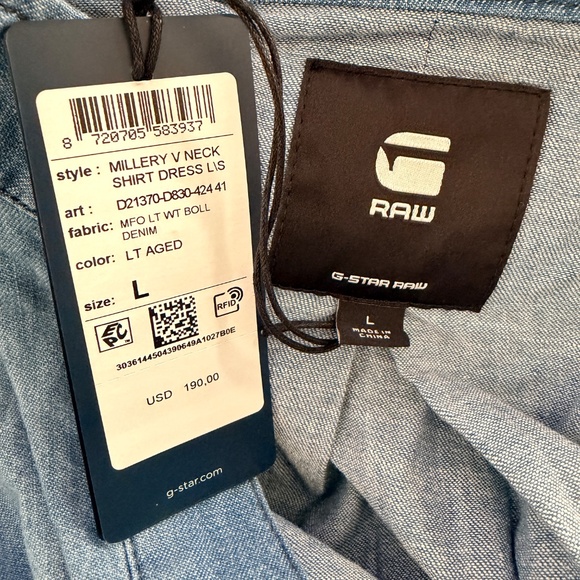 8 720705 583937
style : MILLERY V NECK
SHIRT DRESS L\S
art : D21370-D830-424 41
fabric: MFO LT WT BOLL
DENIM
color: LT AGED
size: L
EPC
RFID
3036144504390649A1027B0E
USD 190,00
g-star.com
G
RAW
G-STAR RAW
L
MADE IN
CHINA